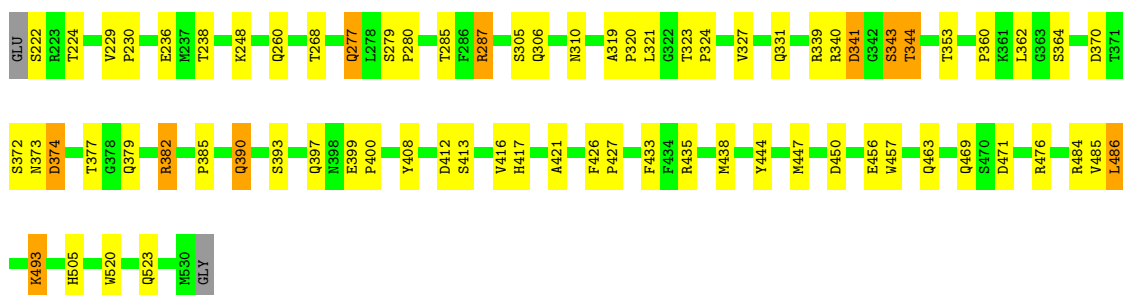 GLU S222 R223 T224 V229 P230 E236 M237 T238 K248 Q260 T268 Q277 L278 S279 P280 T285 F286 R287 S305 Q306 N310 A319 P320 L321 G322 T323 P324 V327 Q331 R339 R340 D341 G342 S343 T344 T353 P360 K361 L362 G363 S364 D370 T371
S372 N373 D374 T377 G378 Q379 R382 P385 Q390 S393 Q397 N398 E399 P400 Y408 D412 S413 V416 H417 A421 F426 P427 F433 F434 R435 M438 Y444 M447 D450 E456 W457 Q463 Q469 S470 D471 R476 R484 V485 L486
K493 H505 W520 Q523 M530 GLY